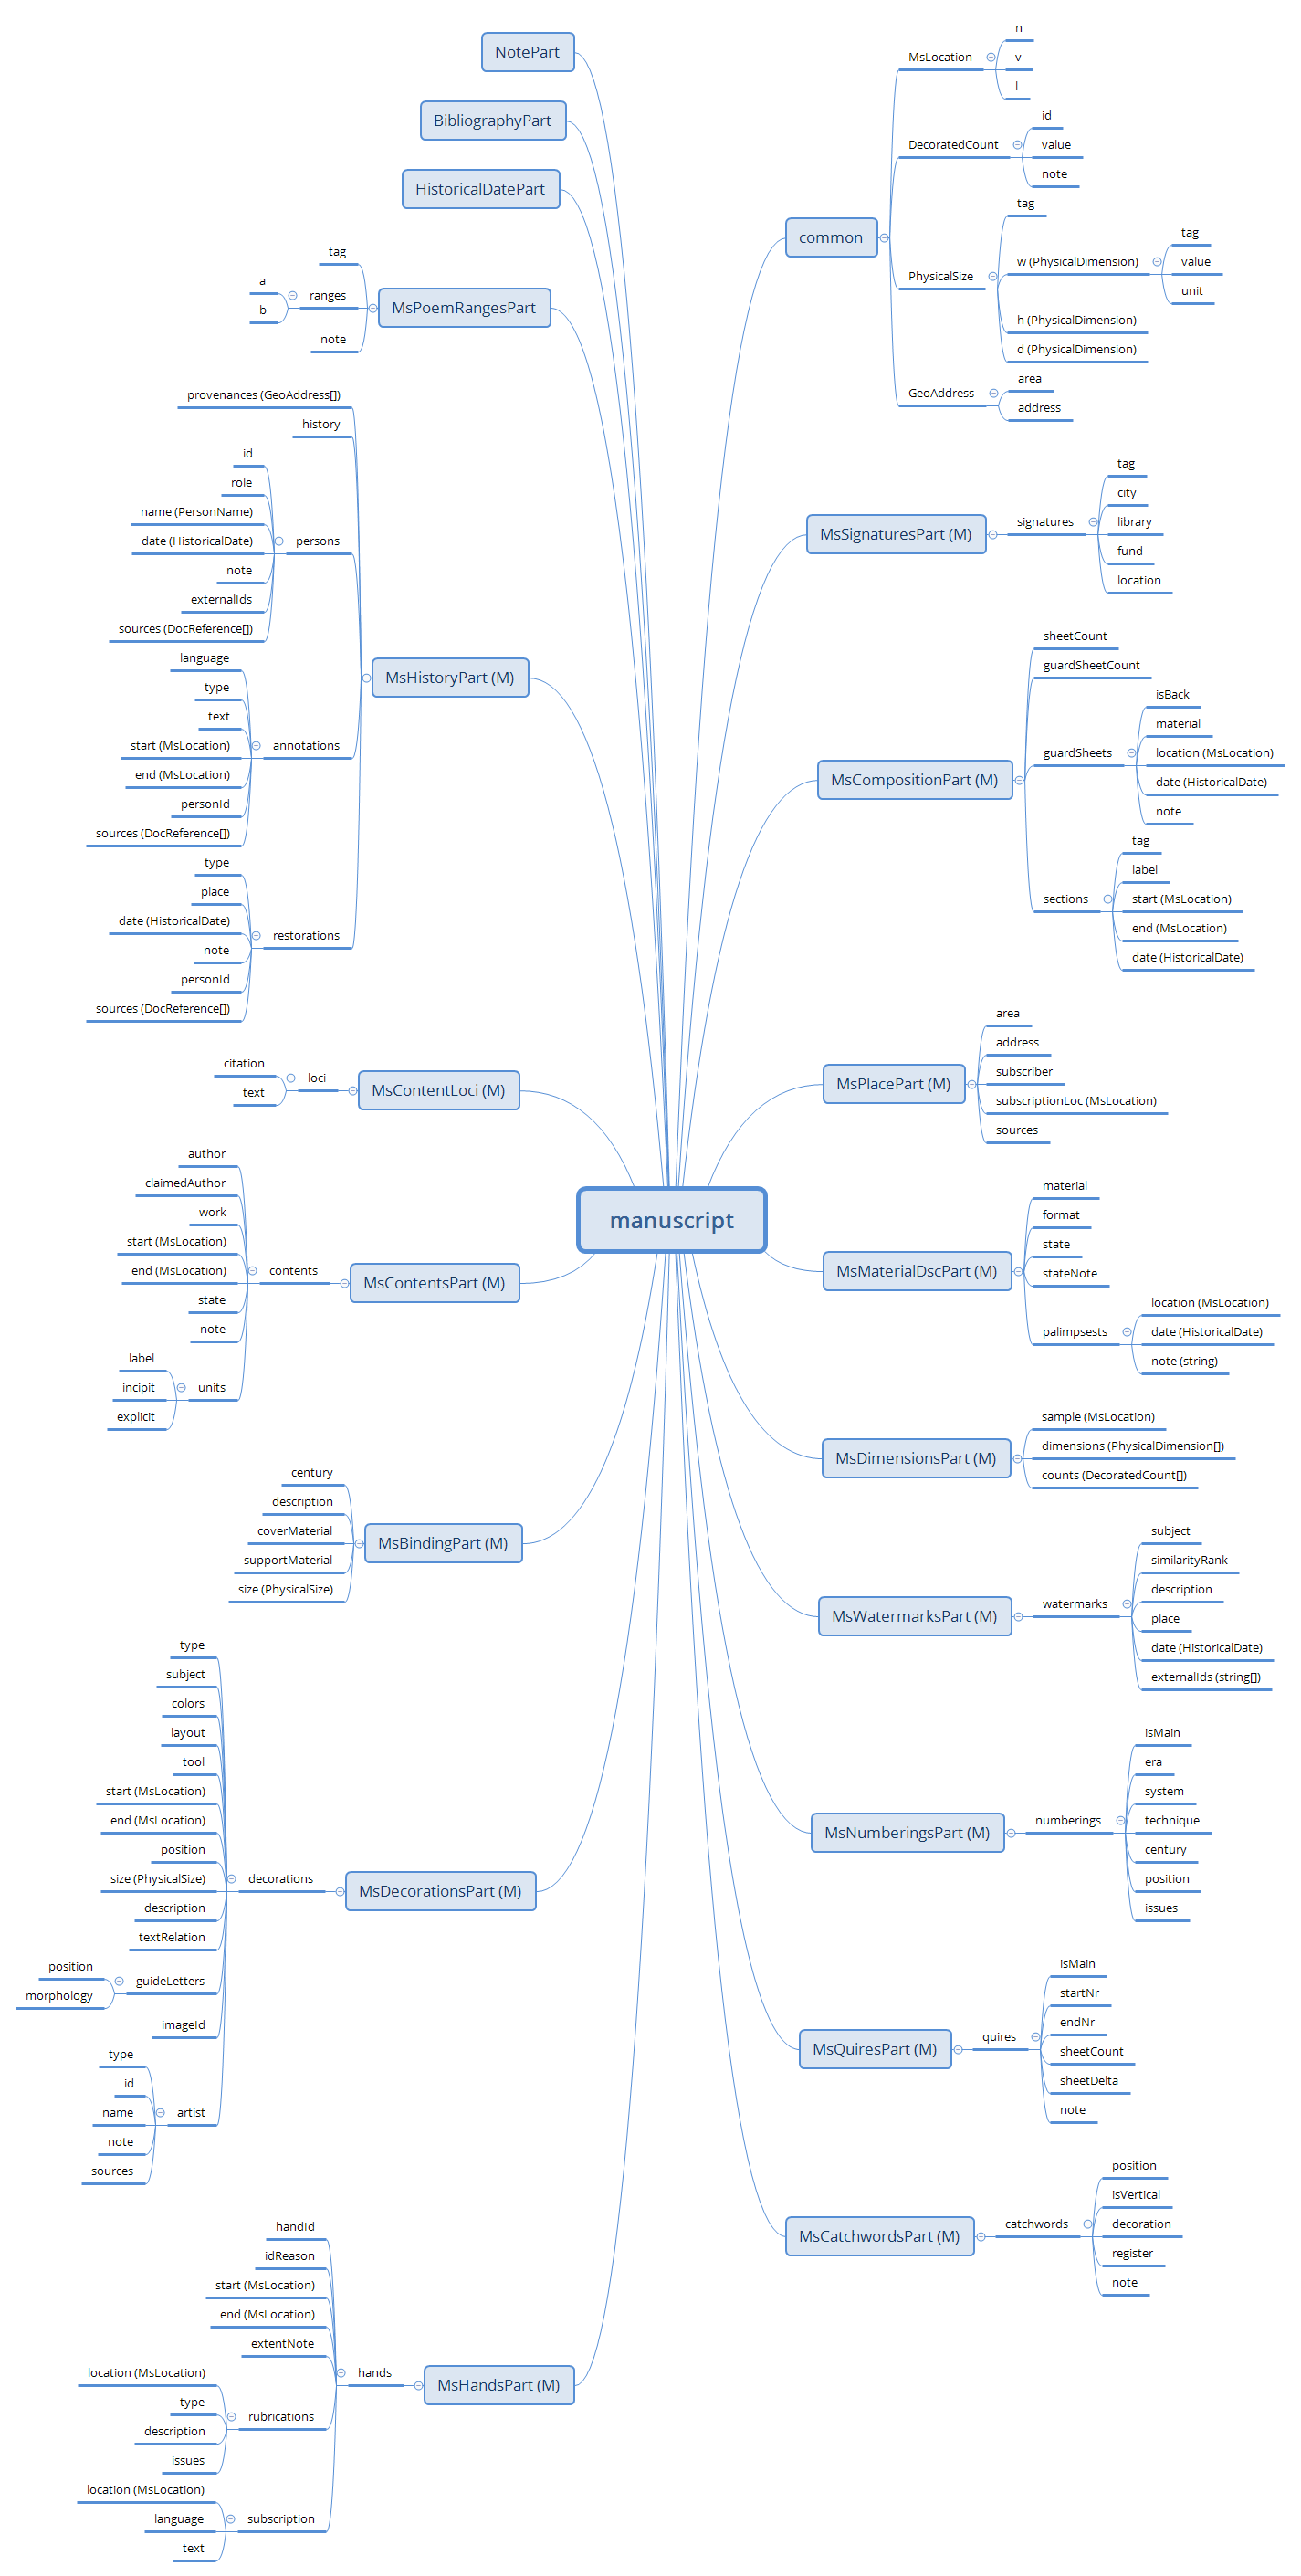 manuscript
common
MsLocation
n
v
l
DecoratedCount
id
value
note
PhysicalSize
tag
w (PhysicalDimension)
tag
value
unit
h (PhysicalDimension)
d (PhysicalDimension)
GeoAddress
area
address
MsSignaturesPart (M)
signatures
tag
city
library
fund
location
MsCompositionPart (M)
sheetCount
guardSheetCount
guardSheets
isBack
material
location (MsLocation)
date (HistoricalDate)
note
sections
tag
label
start (MsLocation)
end (MsLocation)
date (HistoricalDate)
MsPlacePart (M)
area
address
subscriber
subscriptionLoc (MsLocation)
sources
MsMaterialDscPart (M)
material
format
state
stateNote
palimpsests
location (MsLocation)
date (HistoricalDate)
note (string)
MsDimensionsPart (M)
sample (MsLocation)
dimensions (PhysicalDimension[])
counts (DecoratedCount[])
MsWatermarksPart (M)
watermarks
subject
similarityRank
description
place
date (HistoricalDate)
externalIds (string[])
MsNumberingsPart (M)
numberings
isMain
era
system
technique
century
position
issues
MsQuiresPart (M)
quires
isMain
startNr
endNr
sheetCount
sheetDelta
note
MsCatchwordsPart (M)
catchwords
position
isVertical
decoration
register
note
NotePart
BibliographyPart
HistoricalDatePart
MsPoemRangesPart
tag
ranges
a
b
note
MsHistoryPart (M)
provenances (GeoAddress[])
history
persons
id
role
name (PersonName)
date (HistoricalDate)
note
externalIds
sources (DocReference[])
annotations
language
type
text
start (MsLocation)
end (MsLocation)
personId
sources (DocReference[])
restorations
type
place
date (HistoricalDate)
note
personId
sources (DocReference[])
MsContentLoci (M)
loci
citation
text
MsContentsPart (M)
contents
author
claimedAuthor
work
start (MsLocation)
end (MsLocation)
state
note
units
label
incipit
explicit
MsBindingPart (M)
century
description
coverMaterial
supportMaterial
size (PhysicalSize)
MsDecorationsPart (M)
decorations
type
subject
colors
layout
tool
start (MsLocation)
end (MsLocation)
position
size (PhysicalSize)
description
textRelation
guideLetters
position
morphology
imageId
artist
type
id
name
note
sources
MsHandsPart (M)
hands
handId
idReason
start (MsLocation)
end (MsLocation)
extentNote
rubrications
location (MsLocation)
type
description
issues
subscription
location (MsLocation)
language
text